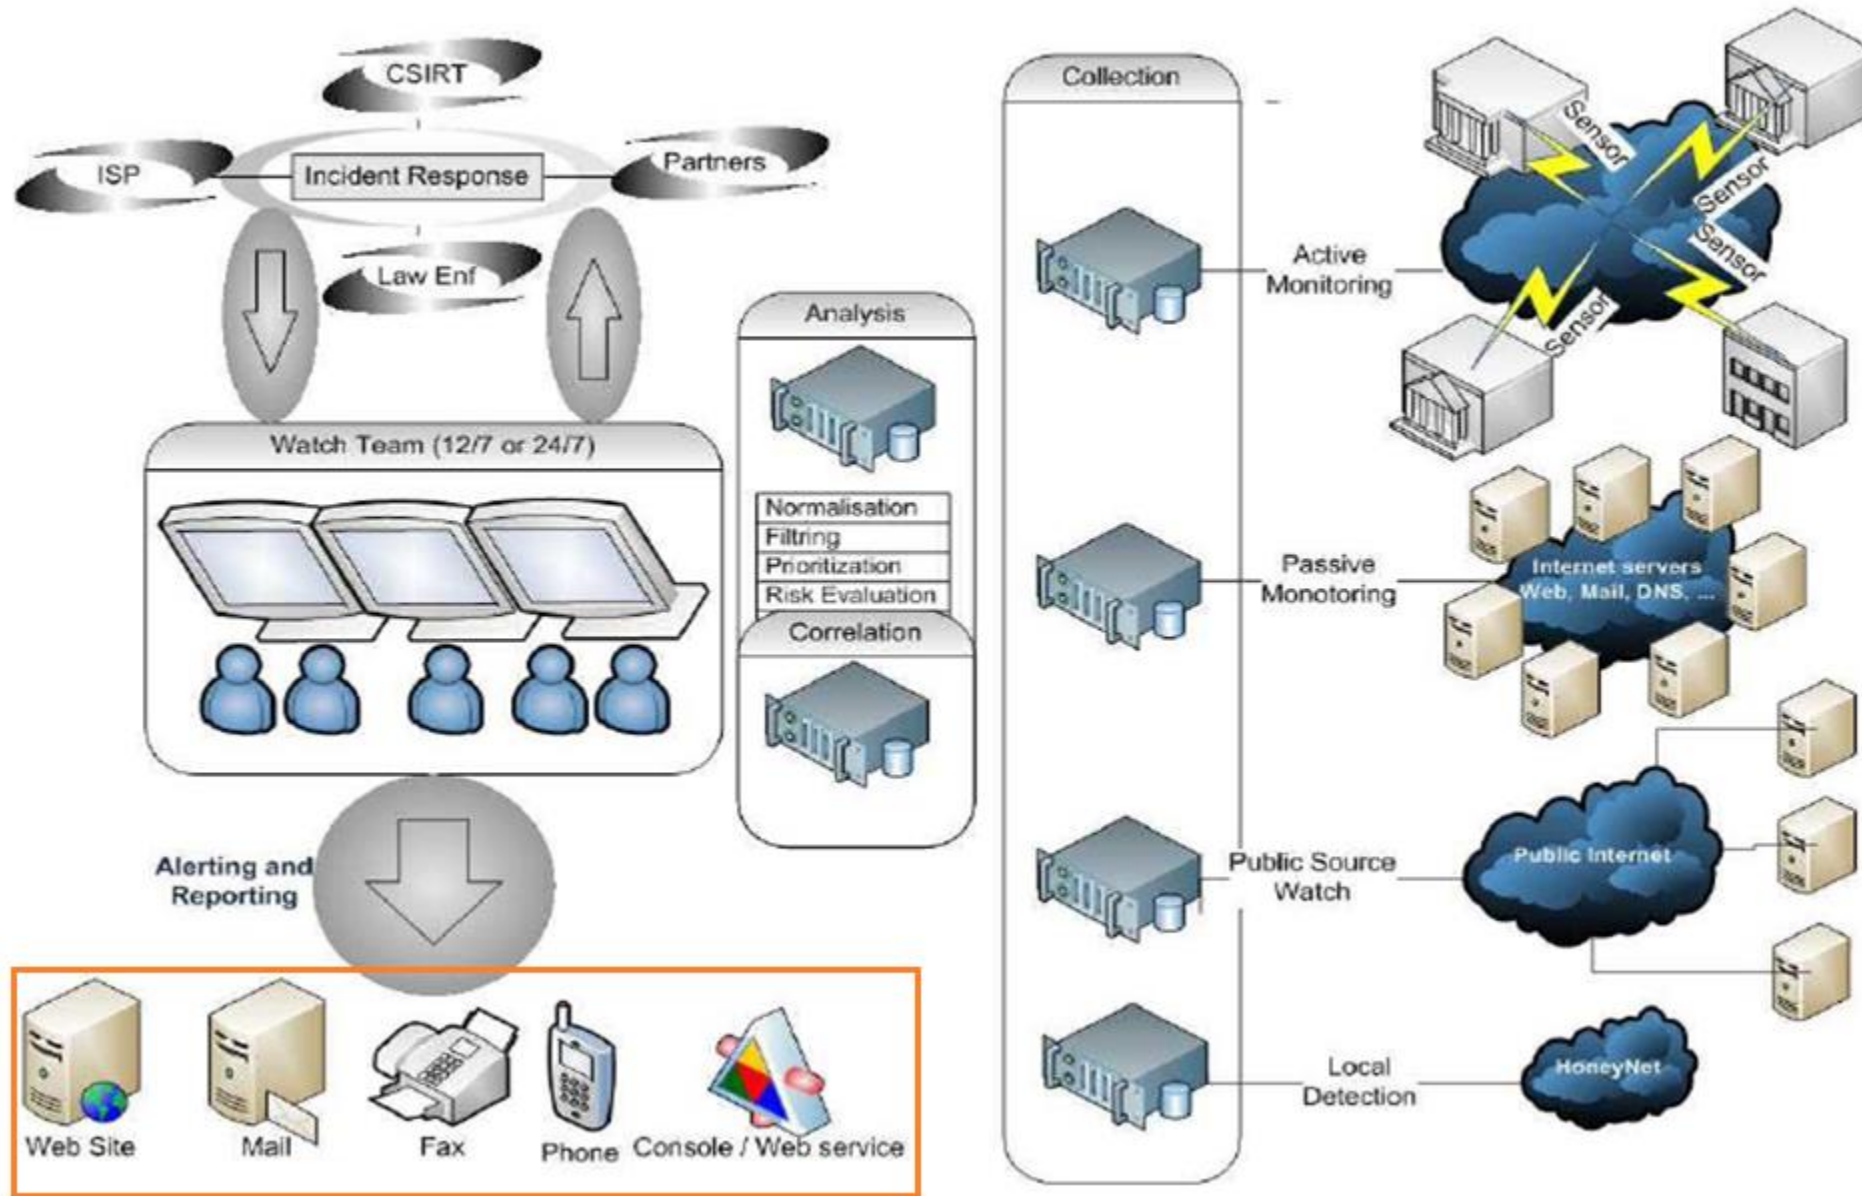 CSIRT
ISP
Incident Response
Partners
Law Enf
Watch Team (12/7 or 24/7)
Alerting and
Reporting
Web Site
Mail
Fax
Phone
Console / Web service
Analysis
Normalisation
Filtring
Prioritization
Risk Evaluation
Correlation
Collection
Active
Monitoring
Sensor
Sensor
Sensor
Sensor
Passive
Monotoring
Internet servers
Web, Mail, DNS, ...
Public Source
Watch
Public Internet
Local
Detection
HoneyNet